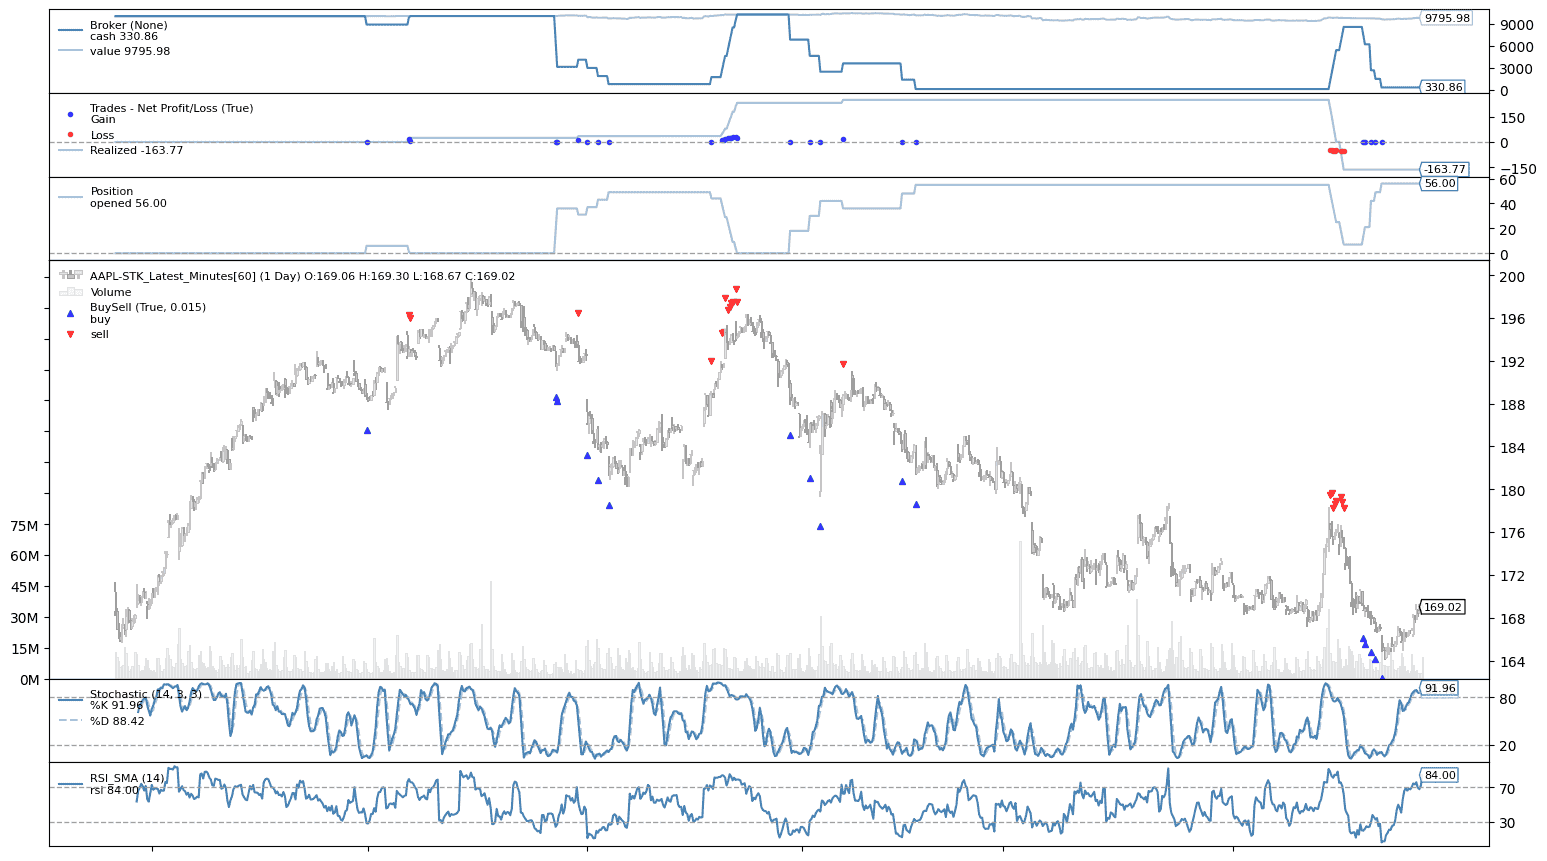 Broker (None)
cash 330.86
value 9795.98
9795.98
9000
6000
3000
0
330.86
Trades - Net Profit/Loss (True)
Gain
Loss
Realized -163.77
150
0
−150
-163.77
Position
opened 56.00
60
56.00
40
20
0
AAPL-STK_Latest_Minutes[60] (1 Day) O:169.06 H:169.30 L:168.67 C:169.02
Volume
BuySell (True, 0.015)
buy
sell
200
196
192
188
184
180
176
172
168
164
169.02
75M
60M
45M
30M
15M
0M
Stochastic (14, 3, 3)
%K 91.96
%D 88.42
91.96
80
20
RSI_SMA (14)
rsi 84.00
84.00
70
30